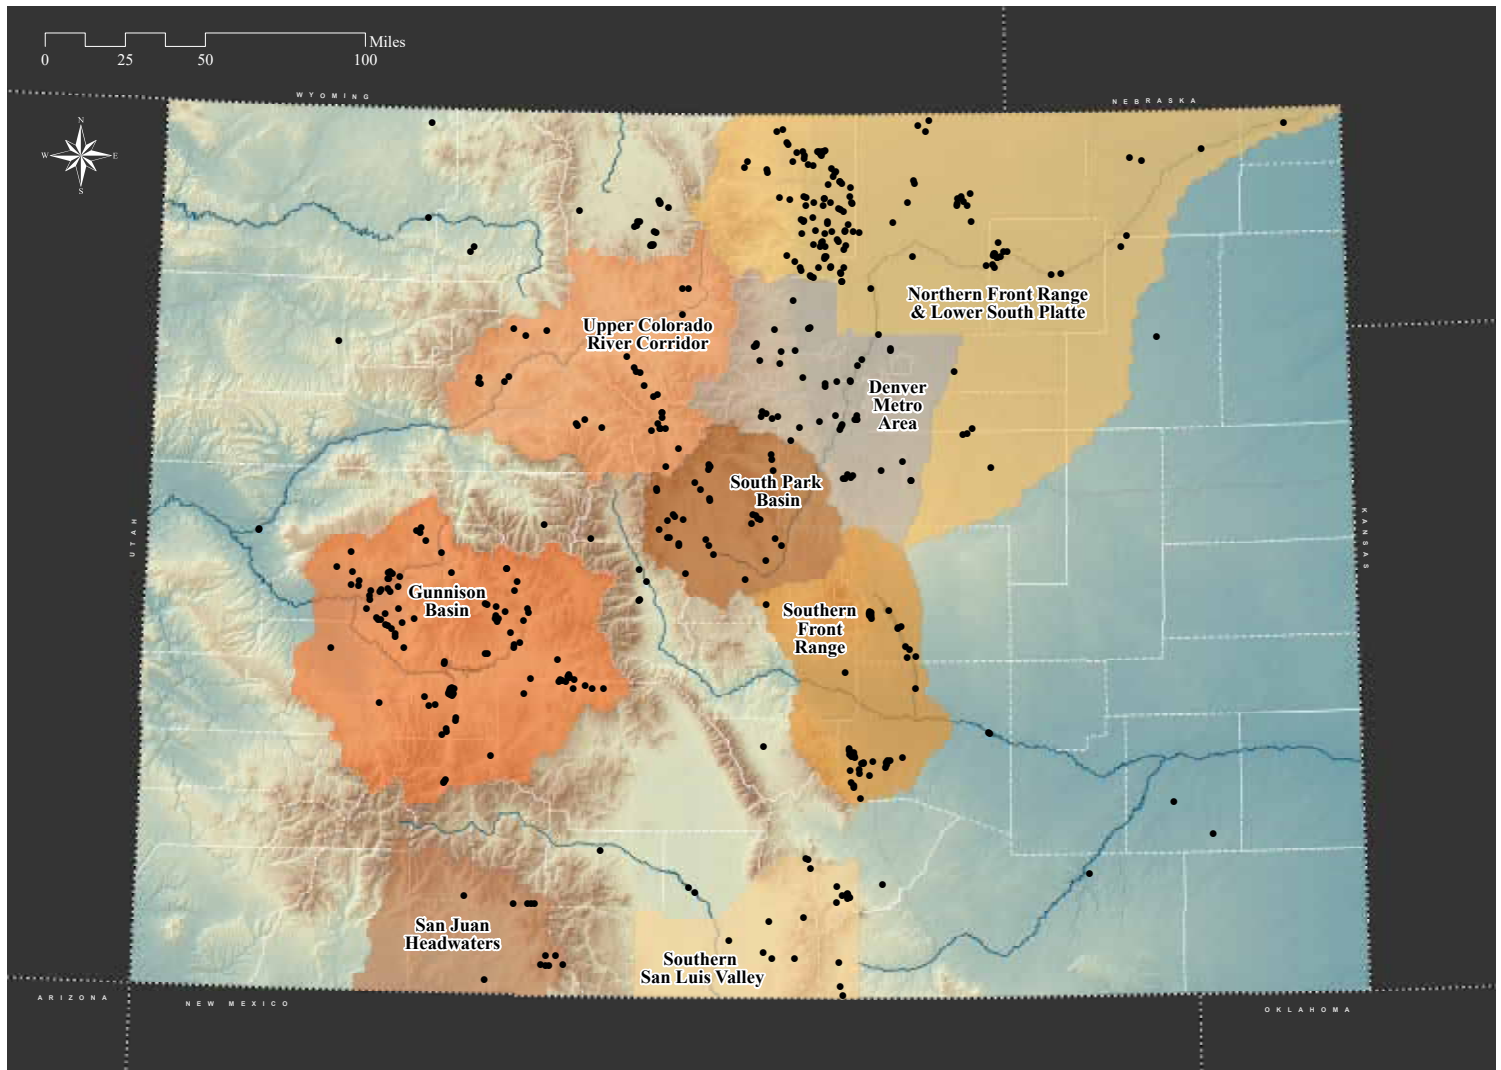 Miles
0 25 50 100
WYOMING
NEBRASKA
N
W E
S
Northern Front Range
& Lower South Platte
Upper Colorado
River Corridor
Denver
Metro
Area
South Park
Basin
UTAH
KANSAS
Gunnison
Basin
Southern
Front
Range
San Juan
Headwaters
Southern
San Luis Valley
ARIZONA
NEW MEXICO
OKLAHOMA